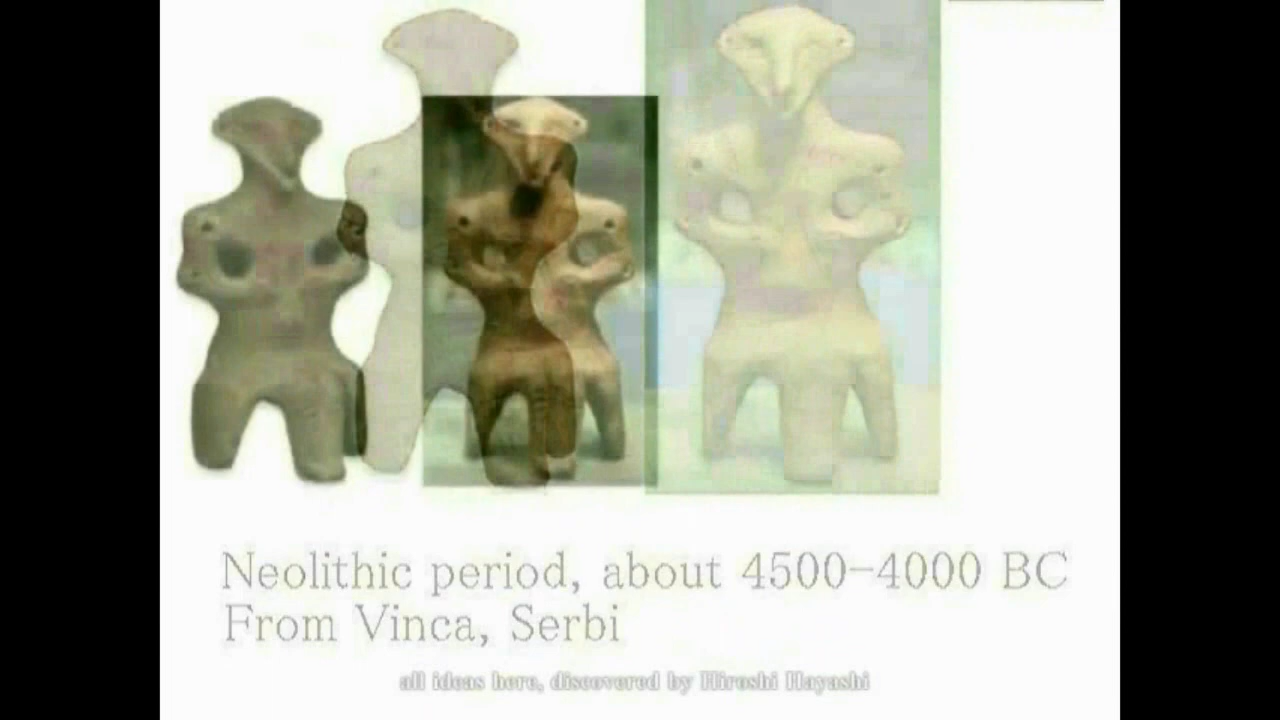 Neolithic period, about 4500-4000 BC
From Vinca, Serbi
all ideas here, discovered by Hiroshi Hayashi